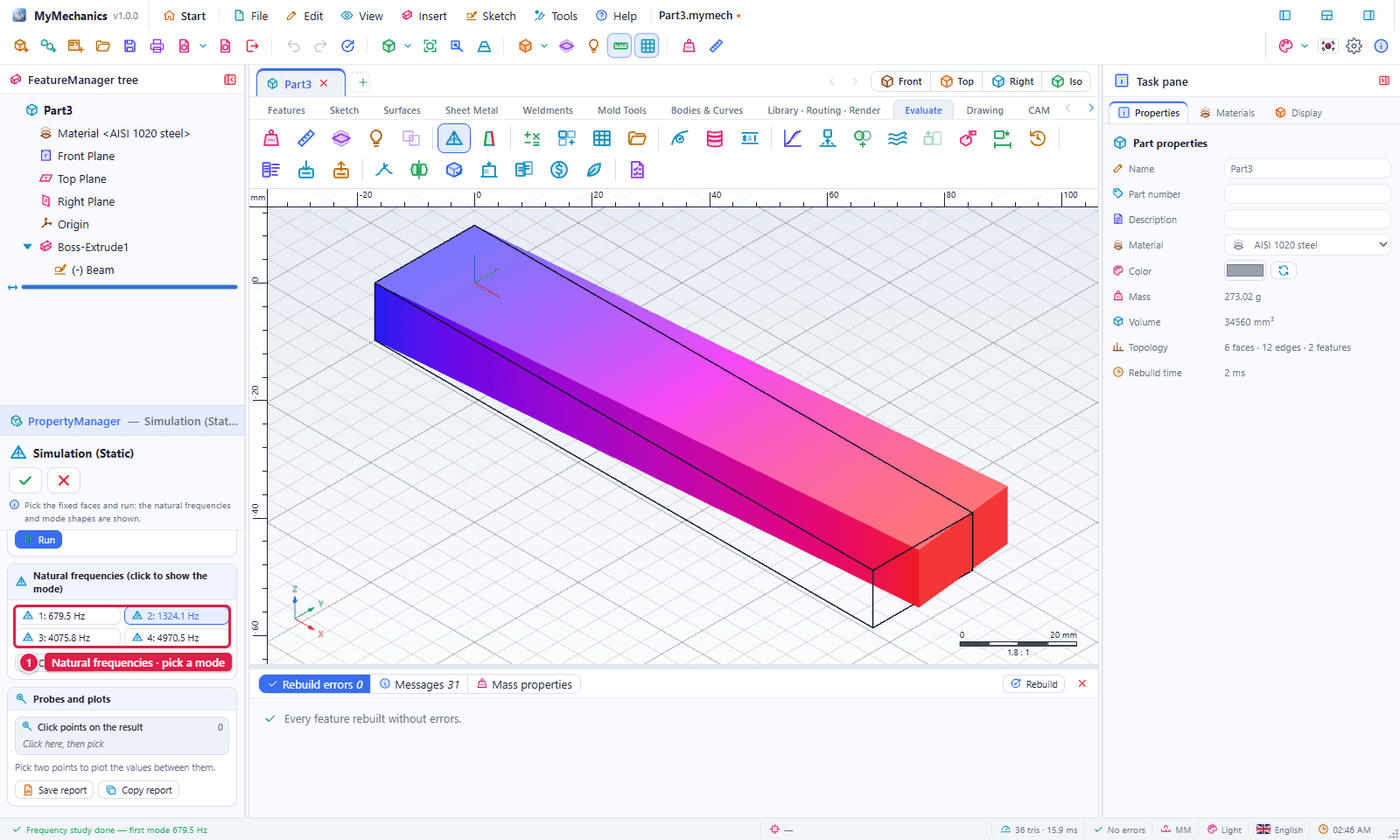 MyMechanics v1.0.0
Start
File
Edit
View
Insert
Sketch
Tools
Help
Part3.mymech •
FeatureManager tree
Part3
Material <AISI 1020 steel>
Front Plane
Top Plane
Right Plane
Origin
Boss-Extrude1
(-) Beam
PropertyManager — Simulation (Stat...
Simulation (Static)
Pick the fixed faces and run: the natural frequencies
and mode shapes are shown.
Run
Natural frequencies (click to show the
mode)
1: 679.5 Hz
2: 1324.1 Hz
3: 4075.8 Hz
4: 4970.5 Hz
1 Natural frequencies · pick a mode
Probes and plots
Click points on the result 0
Click here, then pick
Pick two points to plot the values between them.
Save report
Copy report
Part3
Front
Top
Right
Iso
Features
Sketch
Surfaces
Sheet Metal
Weldments
Mold Tools
Bodies & Curves
Library · Routing · Render
Evaluate
Drawing
CAM
mm
-20
0
20
40
60
80
100
0
20
40
60
Z
Y
X
0 20 mm
1.8 : 1
Rebuild errors 0
Messages 31
Mass properties
Rebuild
Every feature rebuilt without errors.
Task pane
Properties
Materials
Display
Part properties
Name Part3
Part number
Description
Material AISI 1020 steel
Color
Mass 273.02 g
Volume 34560 mm³
Topology 6 faces · 12 edges · 2 features
Rebuild time 2 ms
Frequency study done — first mode 679.5 Hz
—
36 tris · 15.9 ms
No errors
MM
Light
English
02:46 AM